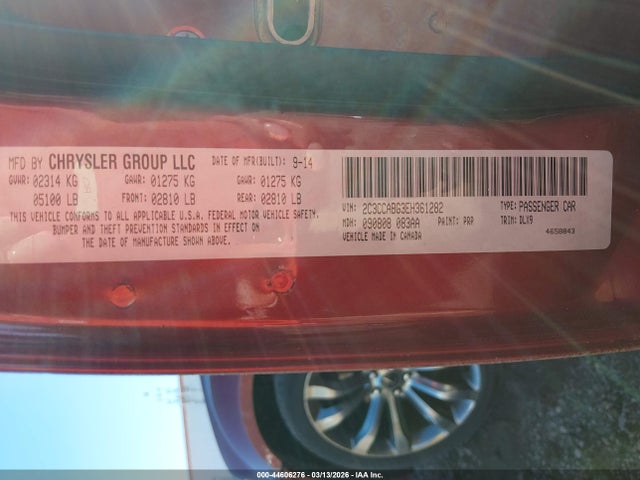 MFD BY CHRYSLER GROUP LLC DATE OF MFR(BUILT): 9-14
GVWR: 02314 KG GAWR: 01275 KG GAWR: 01275 KG
05100 LB FRONT: 02810 LB REAR: 02810 LB
THIS VEHICLE CONFORMS TO ALL APPLICABLE U.S.A. FEDERAL MOTOR VEHICLE SAFETY,
BUMPER AND THEFT PREVENTION STANDARDS IN EFFECT ON THE
DATE OF MANUFACTURE SHOWN ABOVE.
VIN: 2C3CCABG3EH361282 TYPE: PASSENGER CAR
MDH: 090808 083AA PAINT: PRP TRIM: DLX9
VEHICLE MADE IN CANADA
4658843
000-44606276 - 03/13/2026 - IAA Inc.